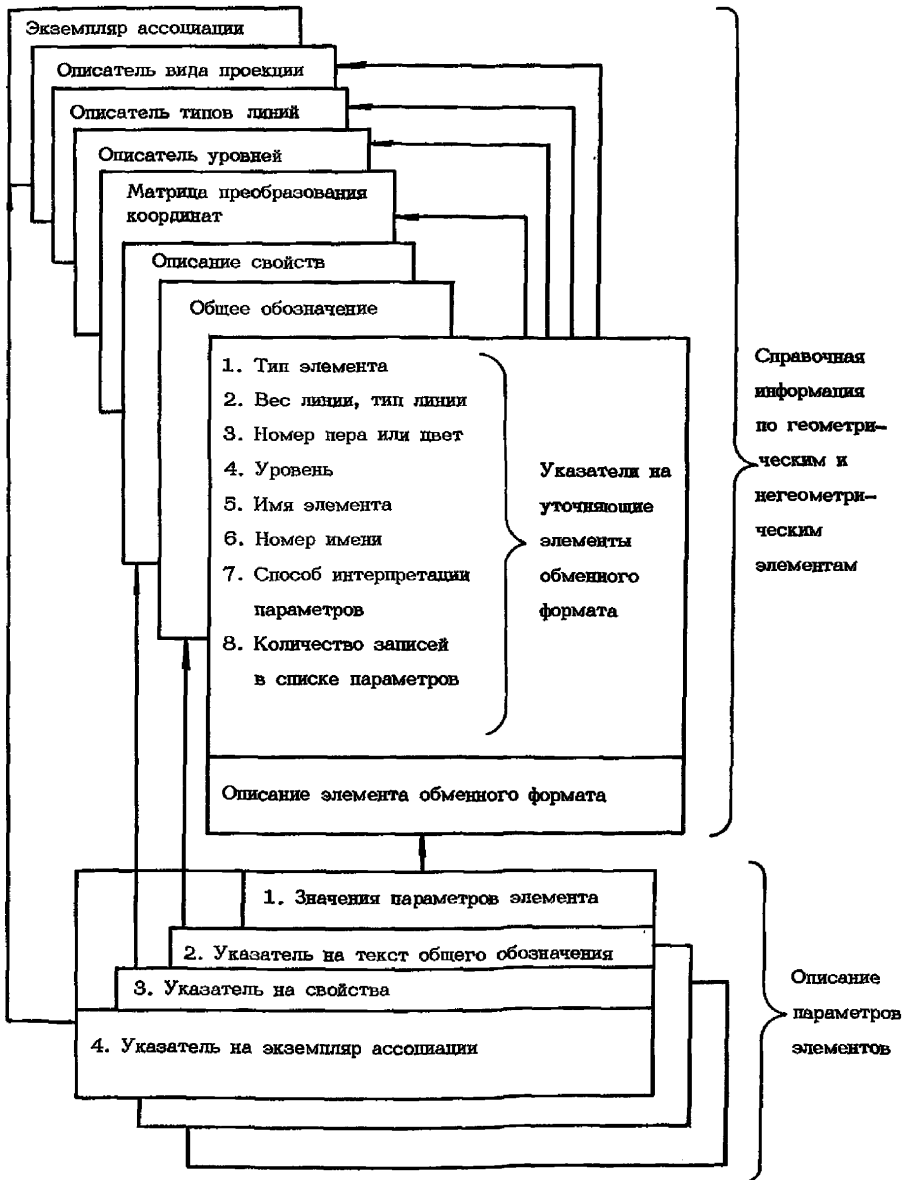 Экземпляр ассоциации
Описатель вида проекции
Описатель типов линий
Описатель уровней
Матрица преобразования
координат
Описание свойств
Общее обозначение
1. Тип элемента
2. Вес линии, тип линии
3. Номер пера или цвет
4. Уровень
5. Имя элемента
6. Номер имени
7. Способ интерпретации
параметров
8. Количество записей
в списке параметров
Указатели на
уточняющие
элементы
обменного
формата
Описание элемента обменного формата
Справочная
информация
по геометри-
ческим и
негеометри-
ческим
элементам
1. Значения параметров элемента
2. Указатель на текст общего обозначения
3. Указатель на свойства
4. Указатель на экземпляр ассоциации
Описание
параметров
элементов